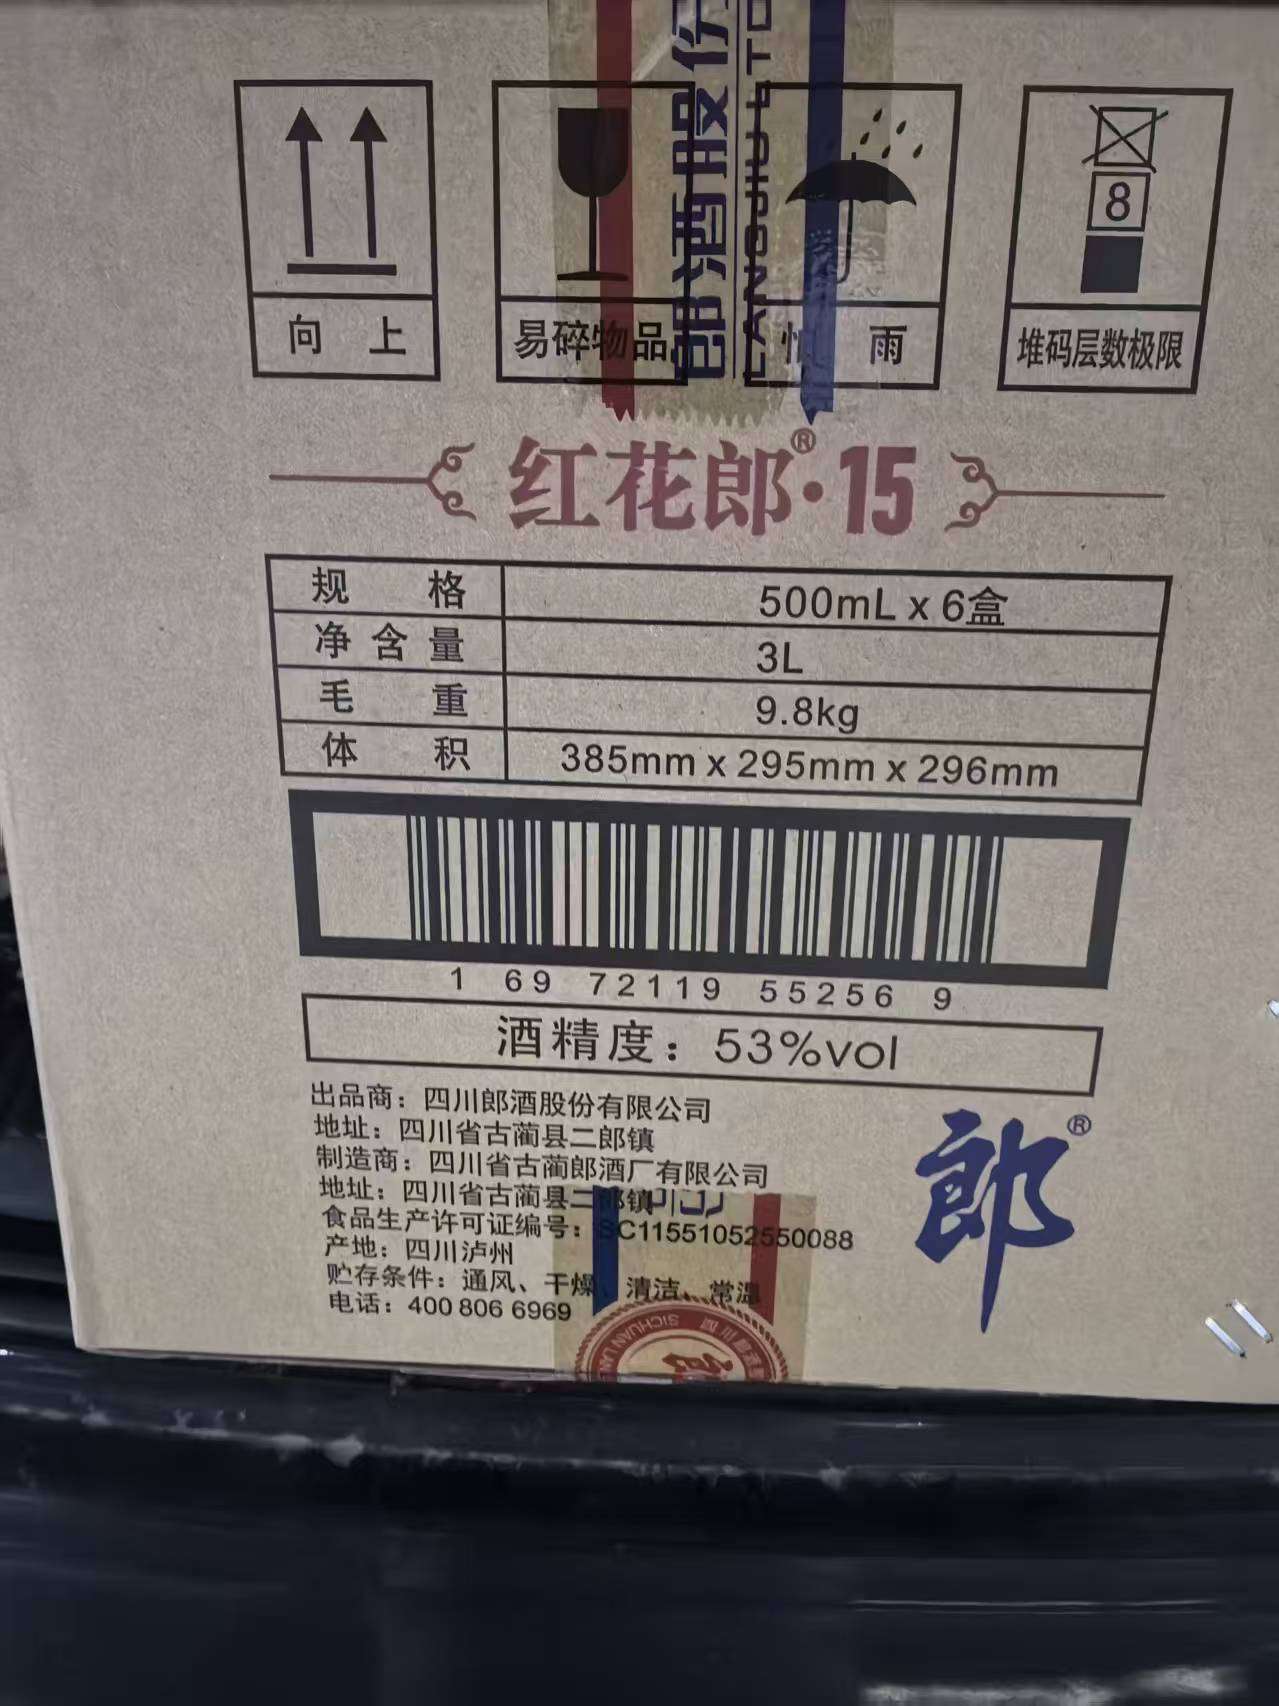 郎酒股份
LANGJIU
向 上
易碎物品
怕 雨
8
堆码层数极限
红花郎®·15
规 格 500mL x 6盒
净含量 3L
毛 重 9.8kg
体 积 385mm x 295mm x 296mm
1 69 72119 55256 9
酒精度：53%vol
出品商：四川郎酒股份有限公司
地址：四川省古蔺县二郎镇
制造商：四川省古蔺郎酒厂有限公司
地址：四川省古蔺县二郎镇
食品生产许可证编号：SC11551052550088
产地：四川泸州
贮存条件：通风、干燥、清洁、常温
电话：400 806 6969
郎®
SICHUAN LAN